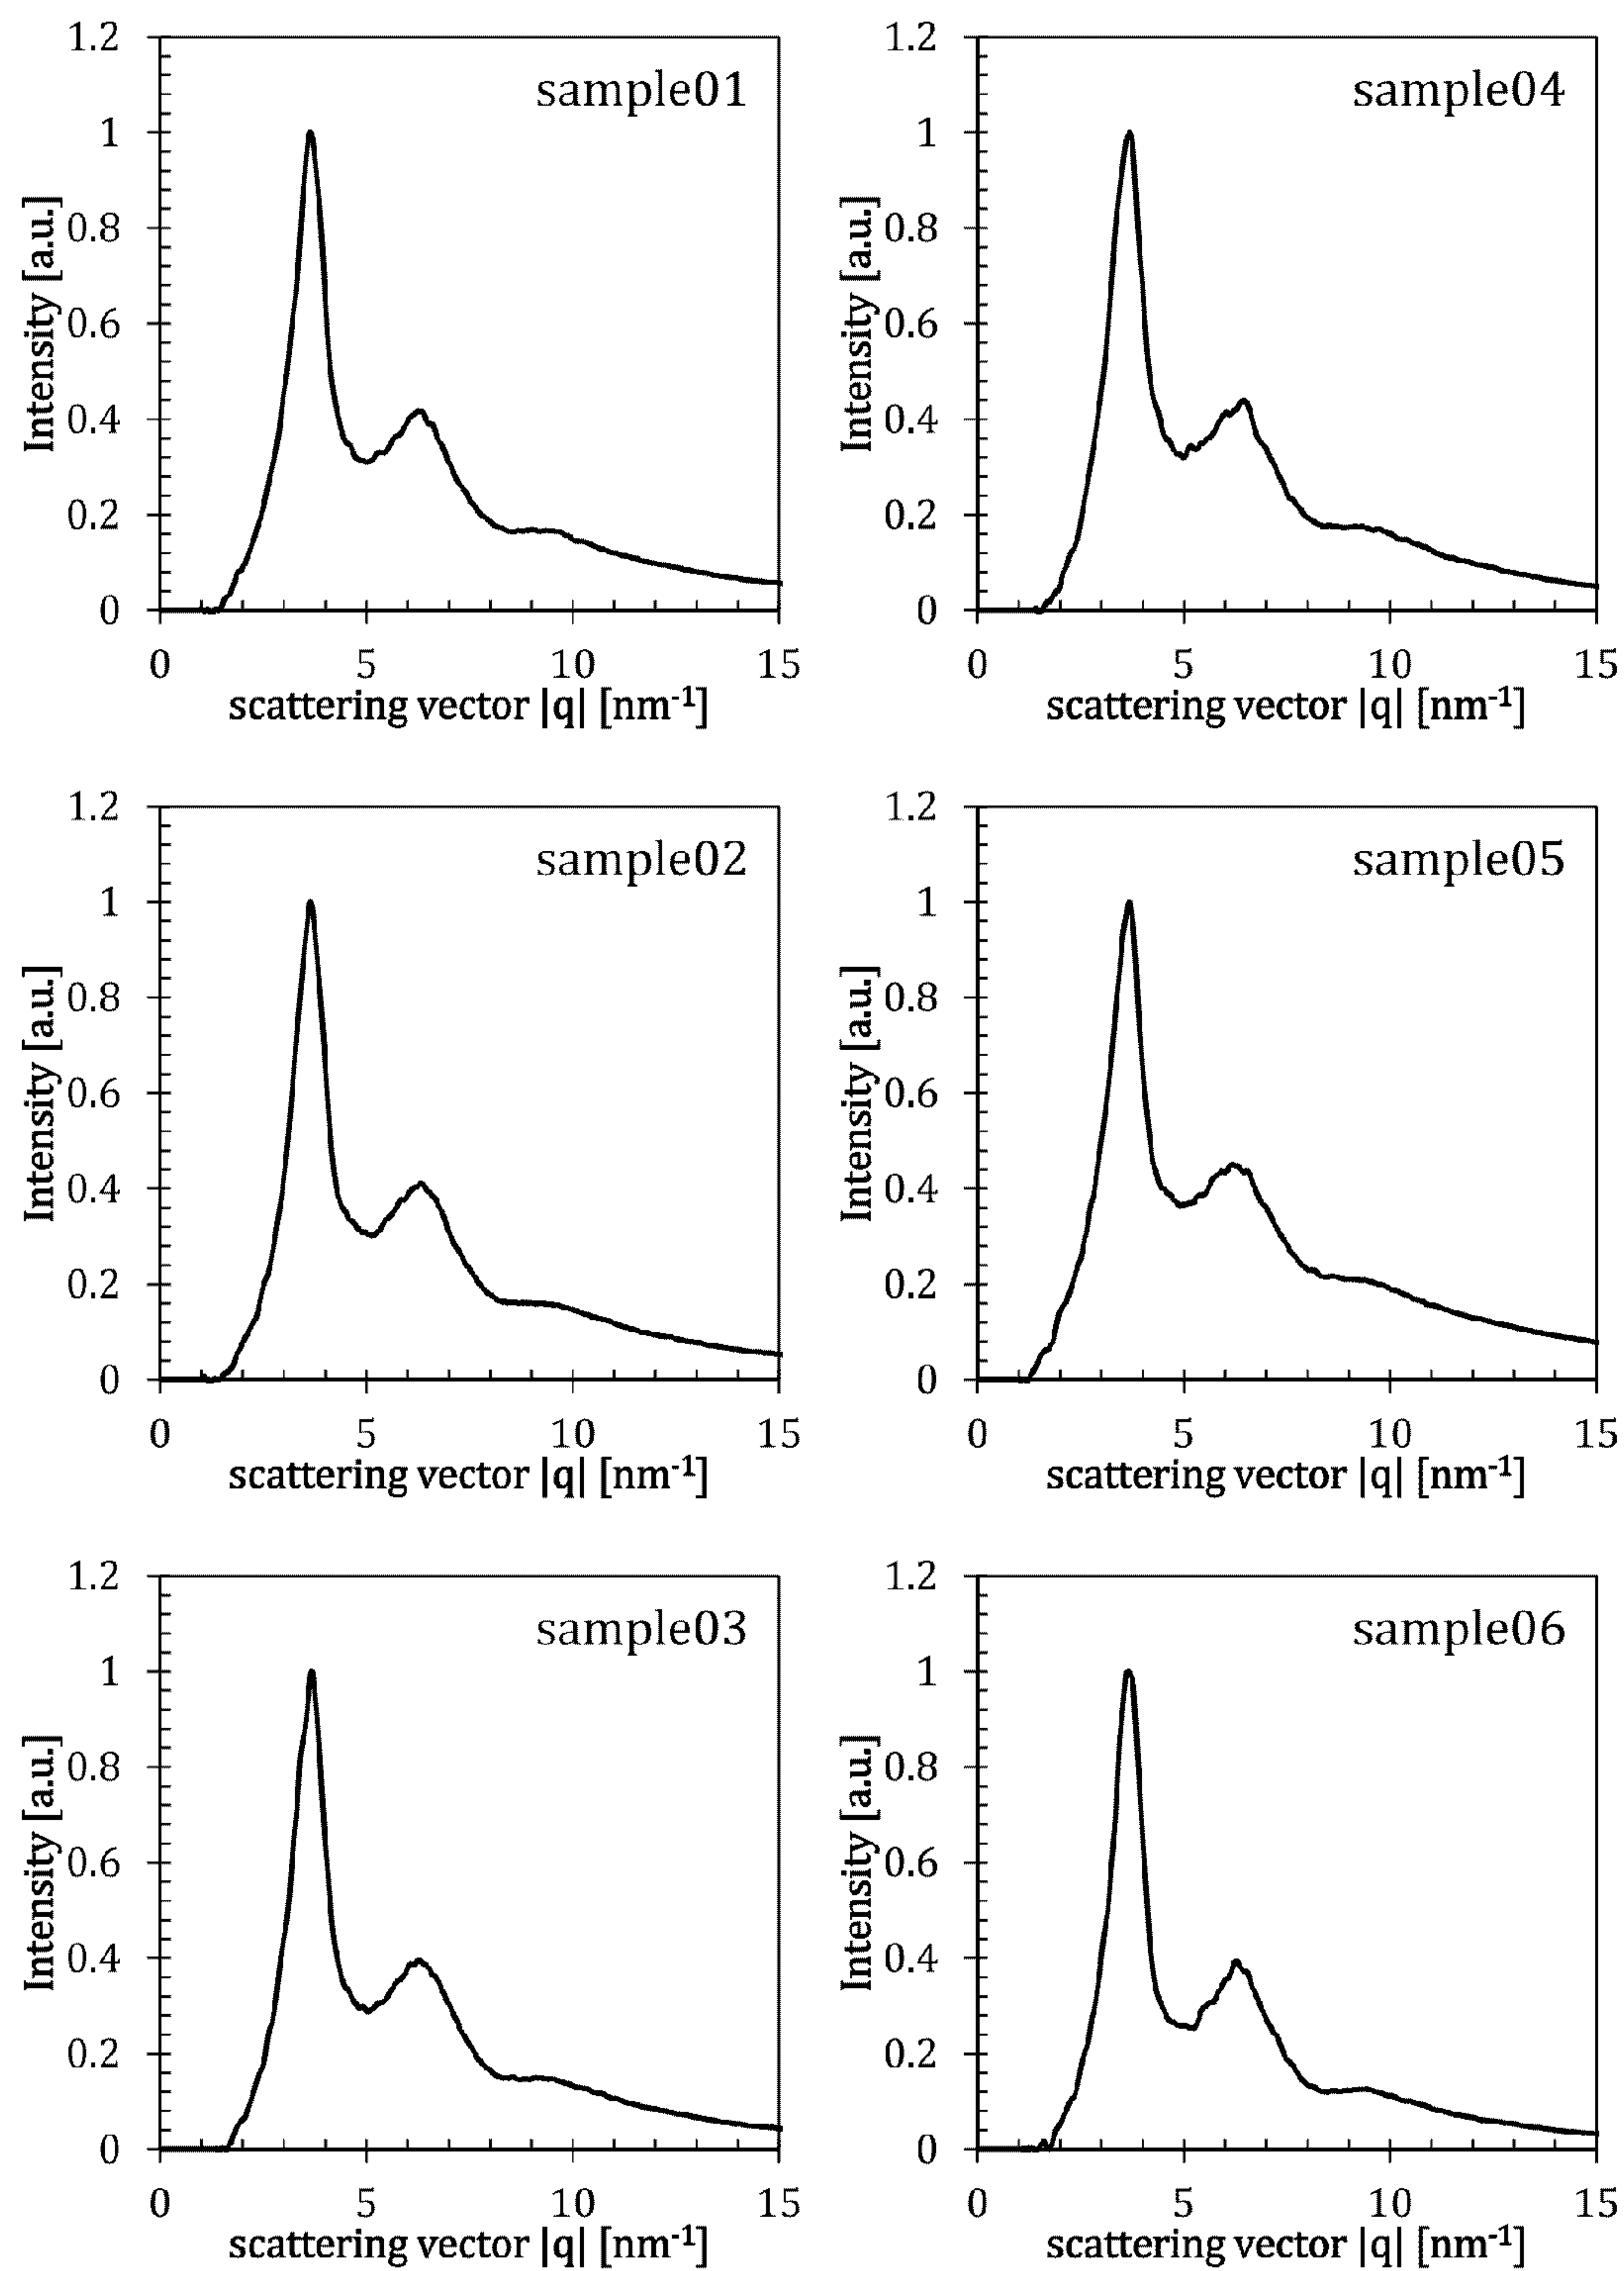 sample01
1.2
1
0.8
0.6
0.4
0.2
0
Intensity [a.u.]
0 5 10 15
scattering vector |q| [nm-1]
sample04
1.2
1
0.8
0.6
0.4
0.2
0
Intensity [a.u.]
0 5 10 15
scattering vector |q| [nm-1]
sample02
1.2
1
0.8
0.6
0.4
0.2
0
Intensity [a.u.]
0 5 10 15
scattering vector |q| [nm-1]
sample05
1.2
1
0.8
0.6
0.4
0.2
0
Intensity [a.u.]
0 5 10 15
scattering vector |q| [nm-1]
sample03
1.2
1
0.8
0.6
0.4
0.2
0
Intensity [a.u.]
0 5 10 15
scattering vector |q| [nm-1]
sample06
1.2
1
0.8
0.6
0.4
0.2
0
Intensity [a.u.]
0 5 10 15
scattering vector |q| [nm-1]